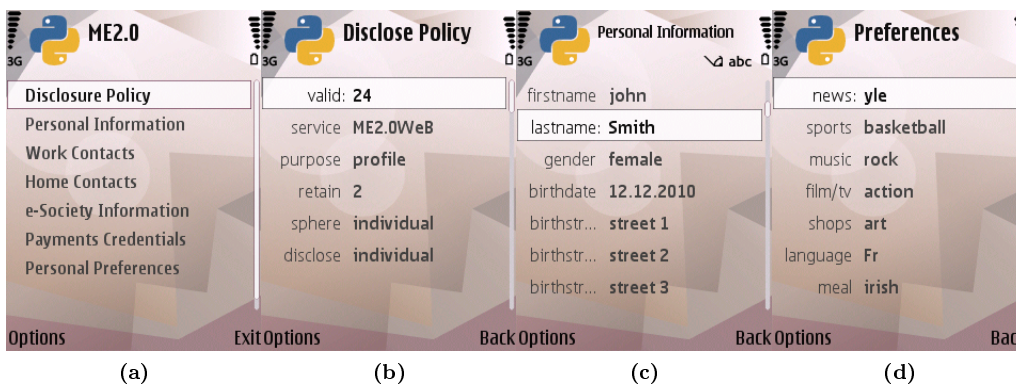 ME2.0
3G
Disclosure Policy
Personal Information
Work Contacts
Home Contacts
e-Society Information
Payments Credentials
Personal Preferences
Options Exit
(a)
Disclose Policy
3G
valid: 24
service ME2.0WeB
purpose profile
retain 2
sphere individual
disclose individual
Options Back
(b)
Personal Information
3G abc
firstname john
lastname: Smith
gender female
birthdate 12.12.2010
birthstr... street 1
birthstr... street 2
birthstr... street 3
Options Back
(c)
Preferences
3G
news: yle
sports basketball
music rock
film/tv action
shops art
language Fr
meal irish
Options Bac
(d)